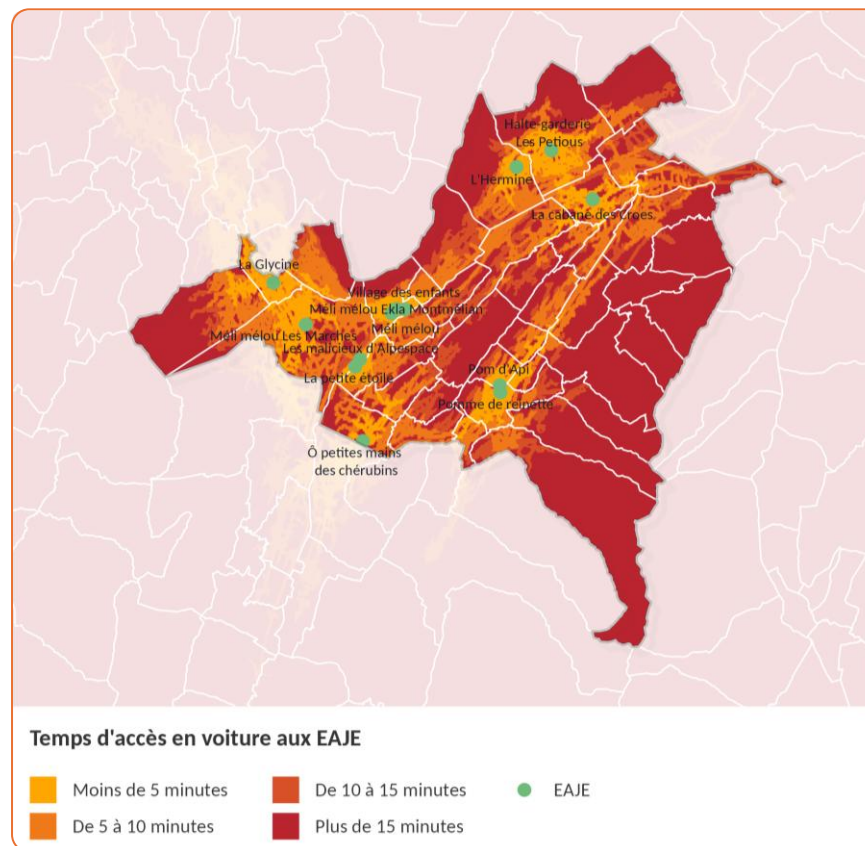 Halte-garderie
Les Petious
L'Hermine
La cabane des Croes
La Glycine
Village des enfants
Méli mélou Ekla Montmélian
Méli mélou
Méli mélou Les Marches
Les malicieux d'Alpespace
La petite étoile
Pom d'Api
Pomme de reinette
Ô petites mains
des chérubins
Temps d'accès en voiture aux EAJE
Moins de 5 minutes
De 10 à 15 minutes
EAJE
De 5 à 10 minutes
Plus de 15 minutes